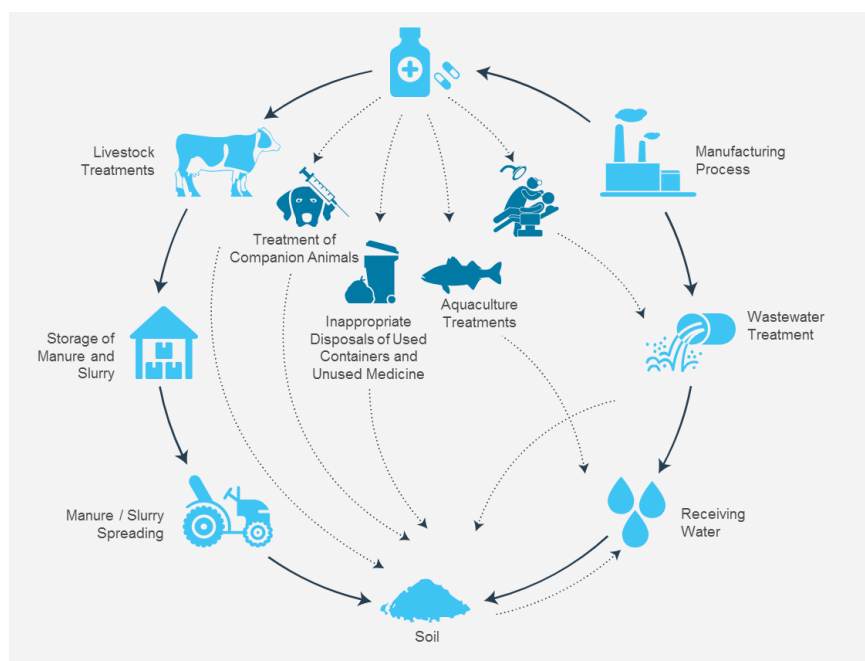 Livestock
Treatments
Manufacturing
Process
Treatment of
Companion Animals
Inappropriate
Disposals of Used
Containers and
Unused Medicine
Aquaculture
Treatments
Wastewater
Treatment
Storage of
Manure and
Slurry
Manure / Slurry
Spreading
Receiving
Water
Soil